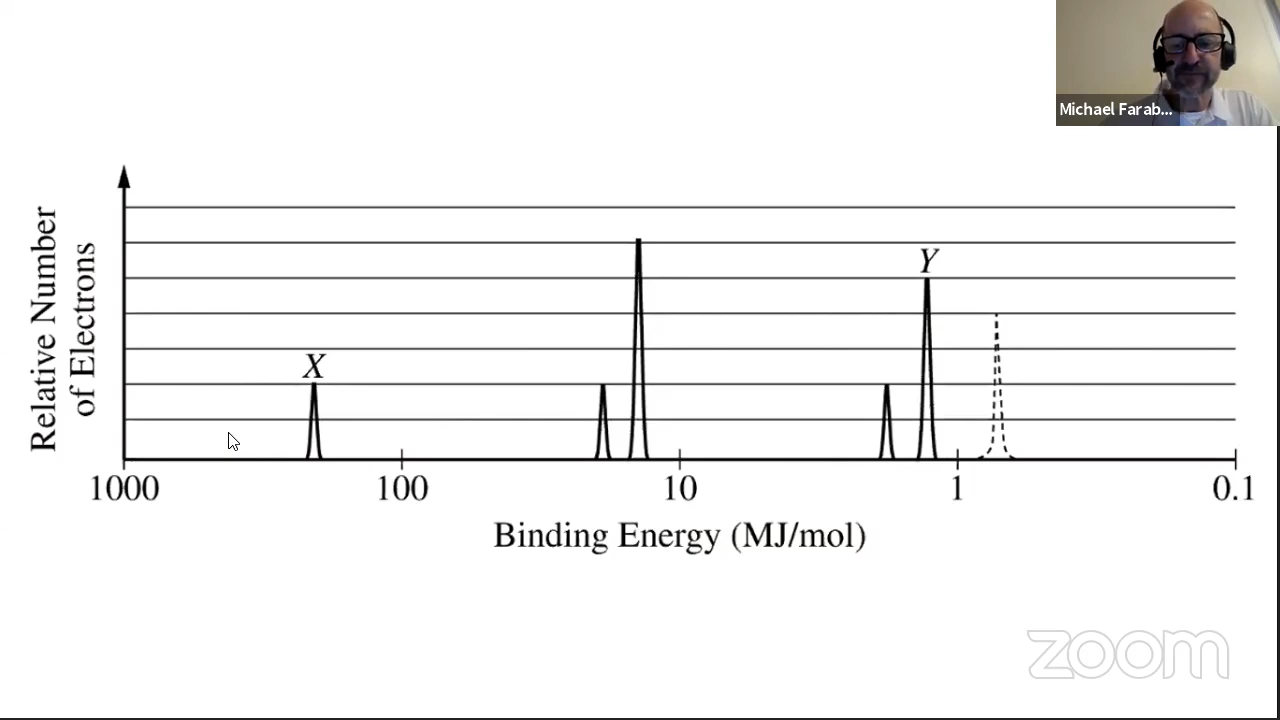 Michael Farab...
Relative Number
of Electrons
X
Y
1000
100
10
1
0.1
Binding Energy (MJ/mol)
zoom